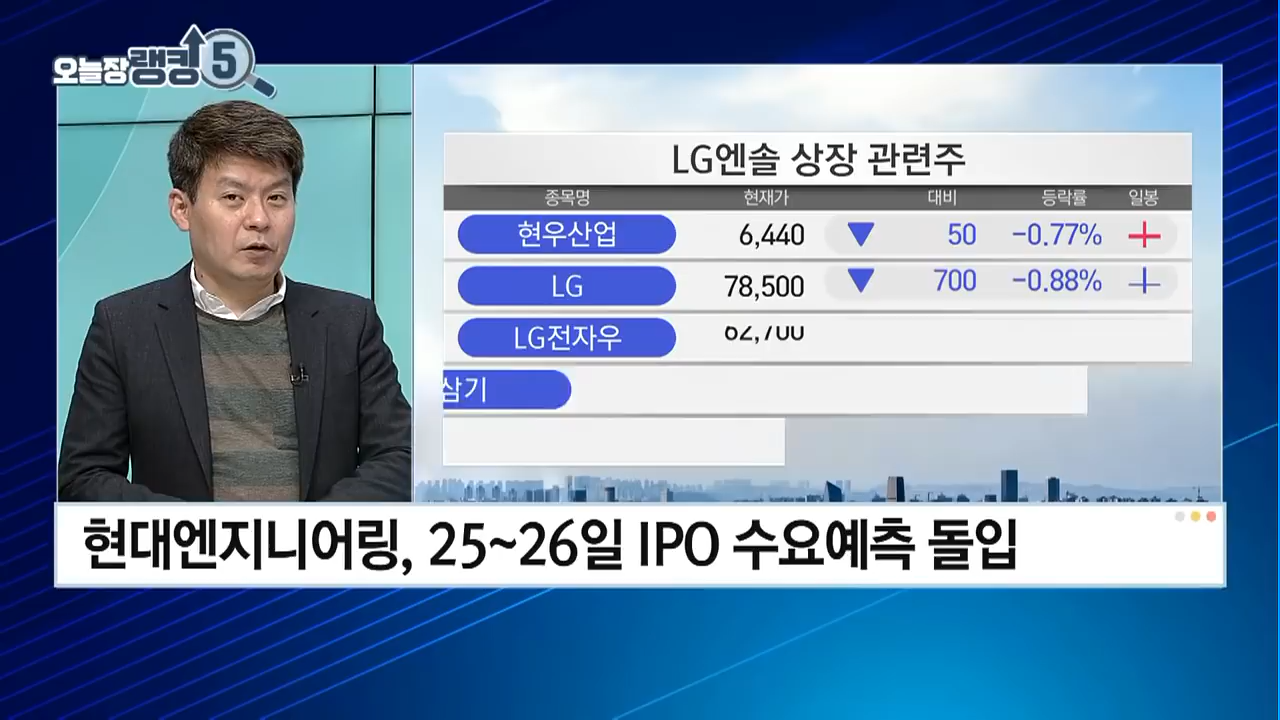 오늘장 랭킹 5
LG엔솔 상장 관련주
종목명 현재가 대비 등락률 일봉
현우산업 6,440 ▼ 50 -0.77%
LG 78,500 ▼ 700 -0.88%
LG전자우
삼기
현대엔지니어링, 25~26일 IPO 수요예측 돌입